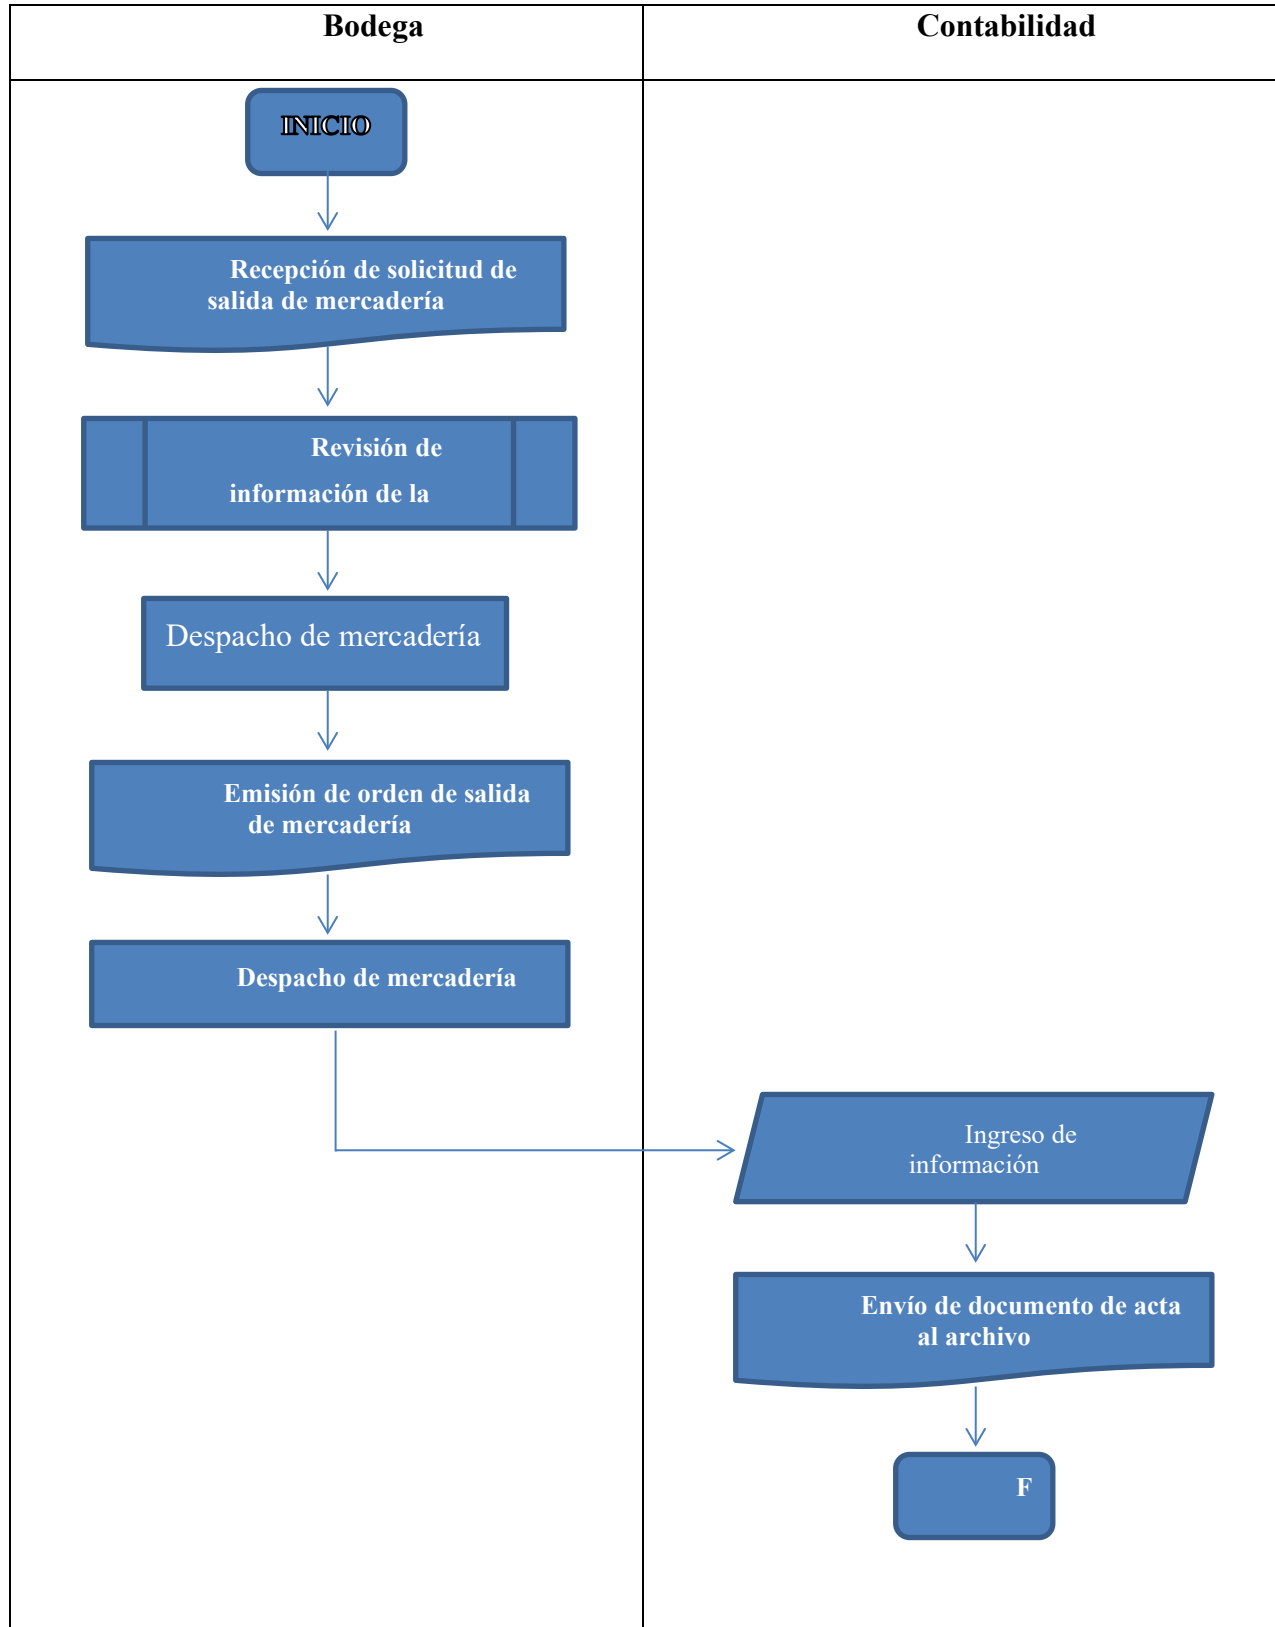 Bodega
Contabilidad
INICIO
Recepción de solicitud de
salida de mercadería
Revisión de
información de la
Despacho de mercadería
Emisión de orden de salida
de mercadería
Despacho de mercadería
Ingreso de
información
Envío de documento de acta
al archivo
F